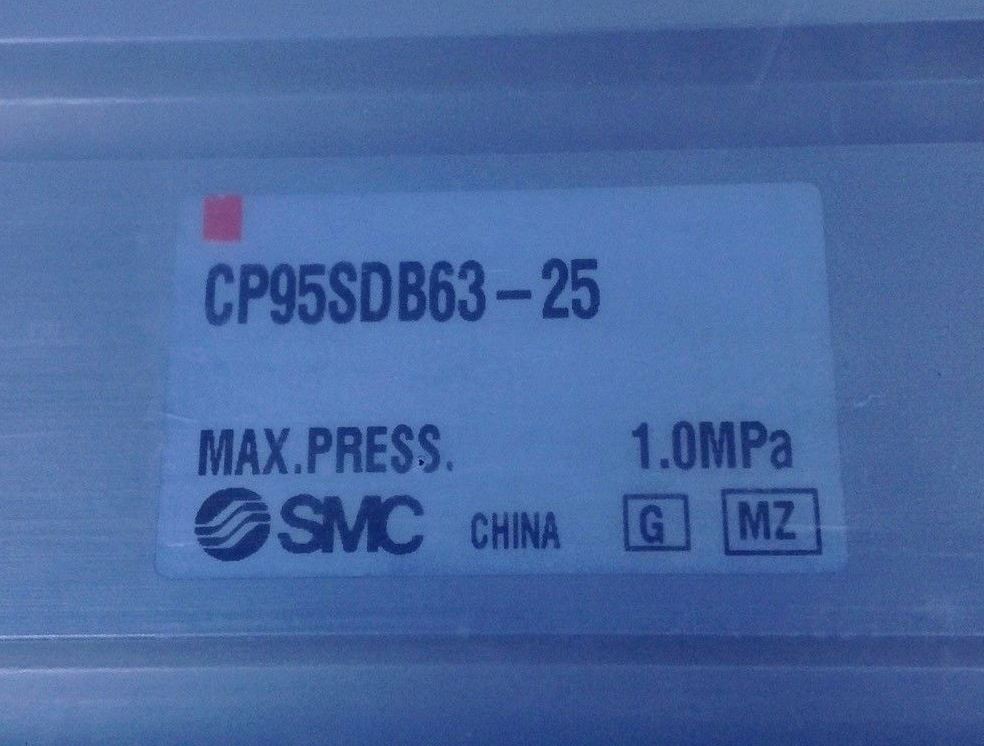 CP95SDB63-25
MAX.PRESS. 1.0MPa
SMC CHINA G MZ